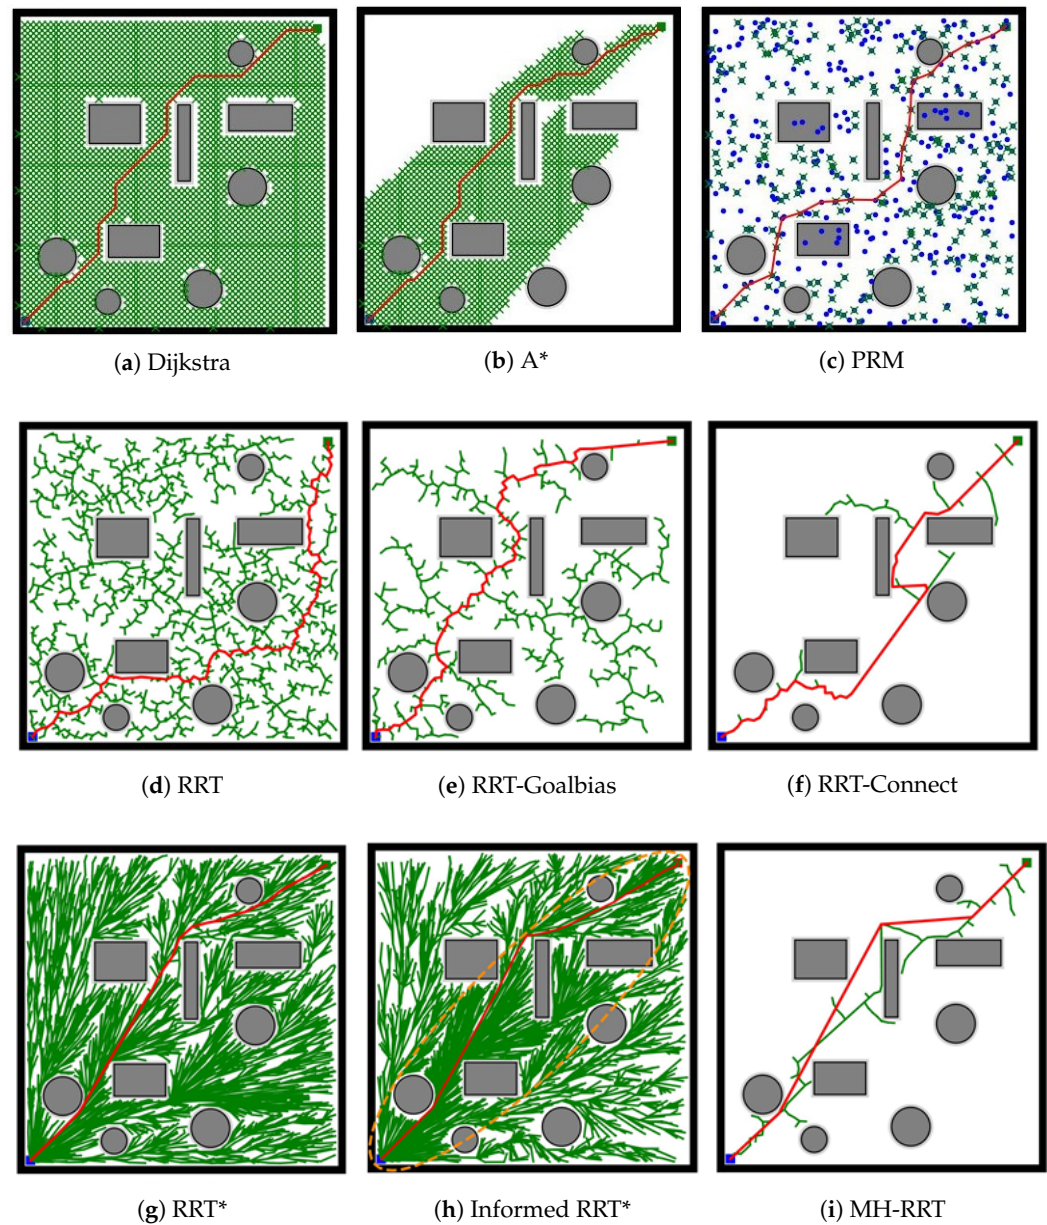 (a) Dijkstra
(b) A*
(c) PRM
(d) RRT
(e) RRT-Goalbias
(f) RRT-Connect
(g) RRT*
(h) Informed RRT*
(i) MH-RRT